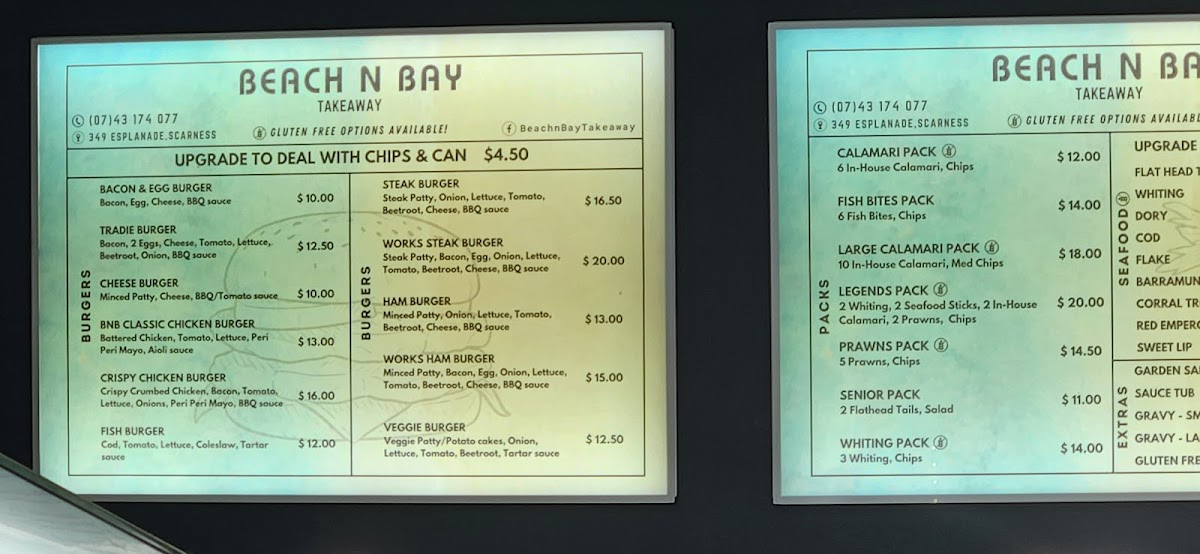 BEACH N BAY
TAKEAWAY
(07)43 174 077
349 ESPLANADE,SCARNESS
GLUTEN FREE OPTIONS AVAILABLE!
BeachnBayTakeaway
UPGRADE TO DEAL WITH CHIPS & CAN $4.50
BURGERS
BACON & EGG BURGER
Bacon, Egg, Cheese, BBQ sauce $10.00
TRADIE BURGER
Bacon, 2 Eggs, Cheese, Tomato, Lettuce, $12.50
Beetroot, Onion, BBQ sauce
CHEESE BURGER
Minced Patty, Cheese, BBQ/Tomato sauce $10.00
BNB CLASSIC CHICKEN BURGER
Battered Chicken, Tomato, Lettuce, Peri $13.00
Peri Mayo, Aioli sauce
CRISPY CHICKEN BURGER
Crispy Crumbed Chicken, Bacon, Tomato, $16.00
Lettuce, Onions, Peri Peri Mayo, BBQ sauce
FISH BURGER
Cod, Tomato, Lettuce, Coleslaw, Tartar $12.00
sauce
BURGERS
STEAK BURGER
Steak Patty, Onion, Lettuce, Tomato, $16.50
Beetroot, Cheese, BBQ sauce
WORKS STEAK BURGER
Steak Patty, Bacon, Egg, Onion, Lettuce, $20.00
Tomato, Beetroot, Cheese, BBQ sauce
HAM BURGER
Minced Patty, Onion, Lettuce, Tomato, $13.00
Beetroot, Cheese, BBQ sauce
WORKS HAM BURGER
Minced Patty, Bacon, Egg, Onion, Lettuce, $15.00
Tomato, Beetroot, Cheese, BBQ sauce
VEGGIE BURGER
Veggie Patty/Potato cakes, Onion, $12.50
Lettuce, Tomato, Beetroot, Tartar sauce
BEACH N BA
TAKEAWAY
(07)43 174 077
349 ESPLANADE,SCARNESS
GLUTEN FREE OPTIONS AVAILABL
PACKS
CALAMARI PACK $12.00
6 In-House Calamari, Chips
FISH BITES PACK $14.00
6 Fish Bites, Chips
LARGE CALAMARI PACK $18.00
10 In-House Calamari, Med Chips
LEGENDS PACK
2 Whiting, 2 Seafood Sticks, 2 In-House $20.00
Calamari, 2 Prawns, Chips
PRAWNS PACK $14.50
5 Prawns, Chips
SENIOR PACK $11.00
2 Flathead Tails, Salad
WHITING PACK $14.00
3 Whiting, Chips
SEAFOOD
UPGRADE
FLAT HEAD T
WHITING
DORY
COD
FLAKE
BARRAMUN
CORRAL TR
RED EMPERO
SWEET LIP
EXTRAS
GARDEN SA
SAUCE TUB
GRAVY - SM
GRAVY - LA
GLUTEN FRE